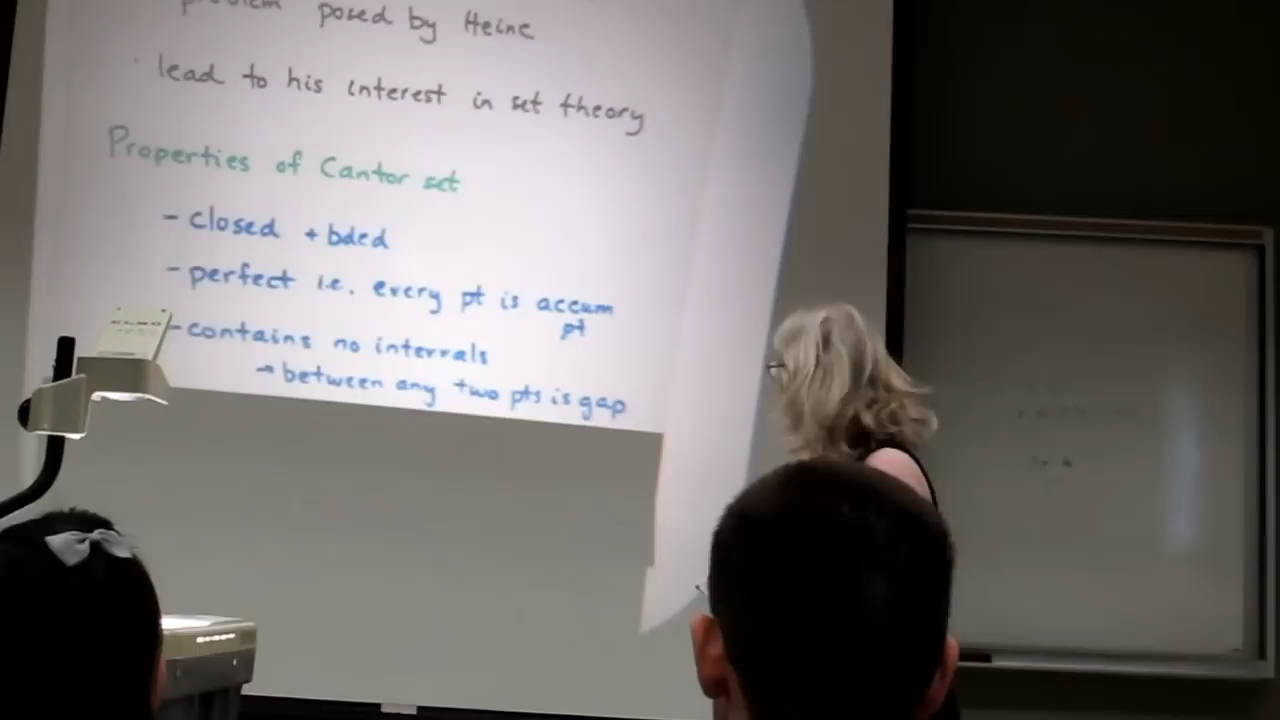 problem posed by Heine
· lead to his interest in set theory
Properties of Cantor set
- closed + bded
- perfect i.e. every pt is accum
pt
- contains no intervals
→ between any two pts is gap